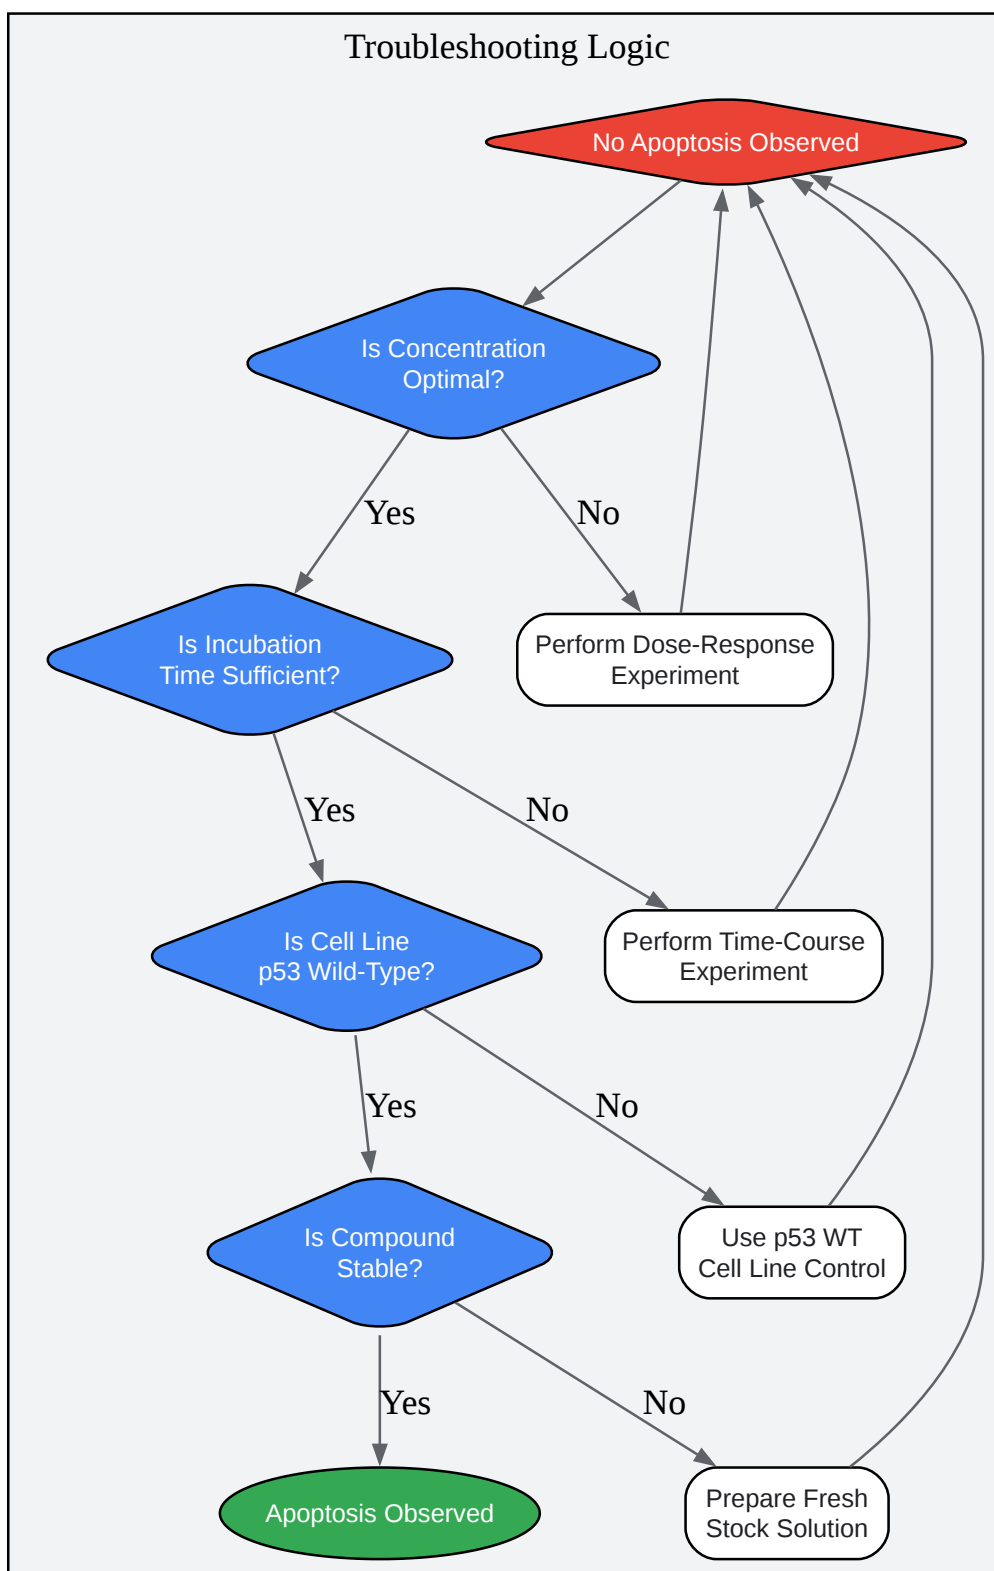 Troubleshooting Logic
No Apoptosis Observed
Is Concentration
Optimal?
Yes
No
Is Incubation
Time Sufficient?
Perform Dose-Response
Experiment
Yes
No
Is Cell Line
p53 Wild-Type?
Perform Time-Course
Experiment
Yes
No
Is Compound
Stable?
Use p53 WT
Cell Line Control
Yes
No
Apoptosis Observed
Prepare Fresh
Stock Solution